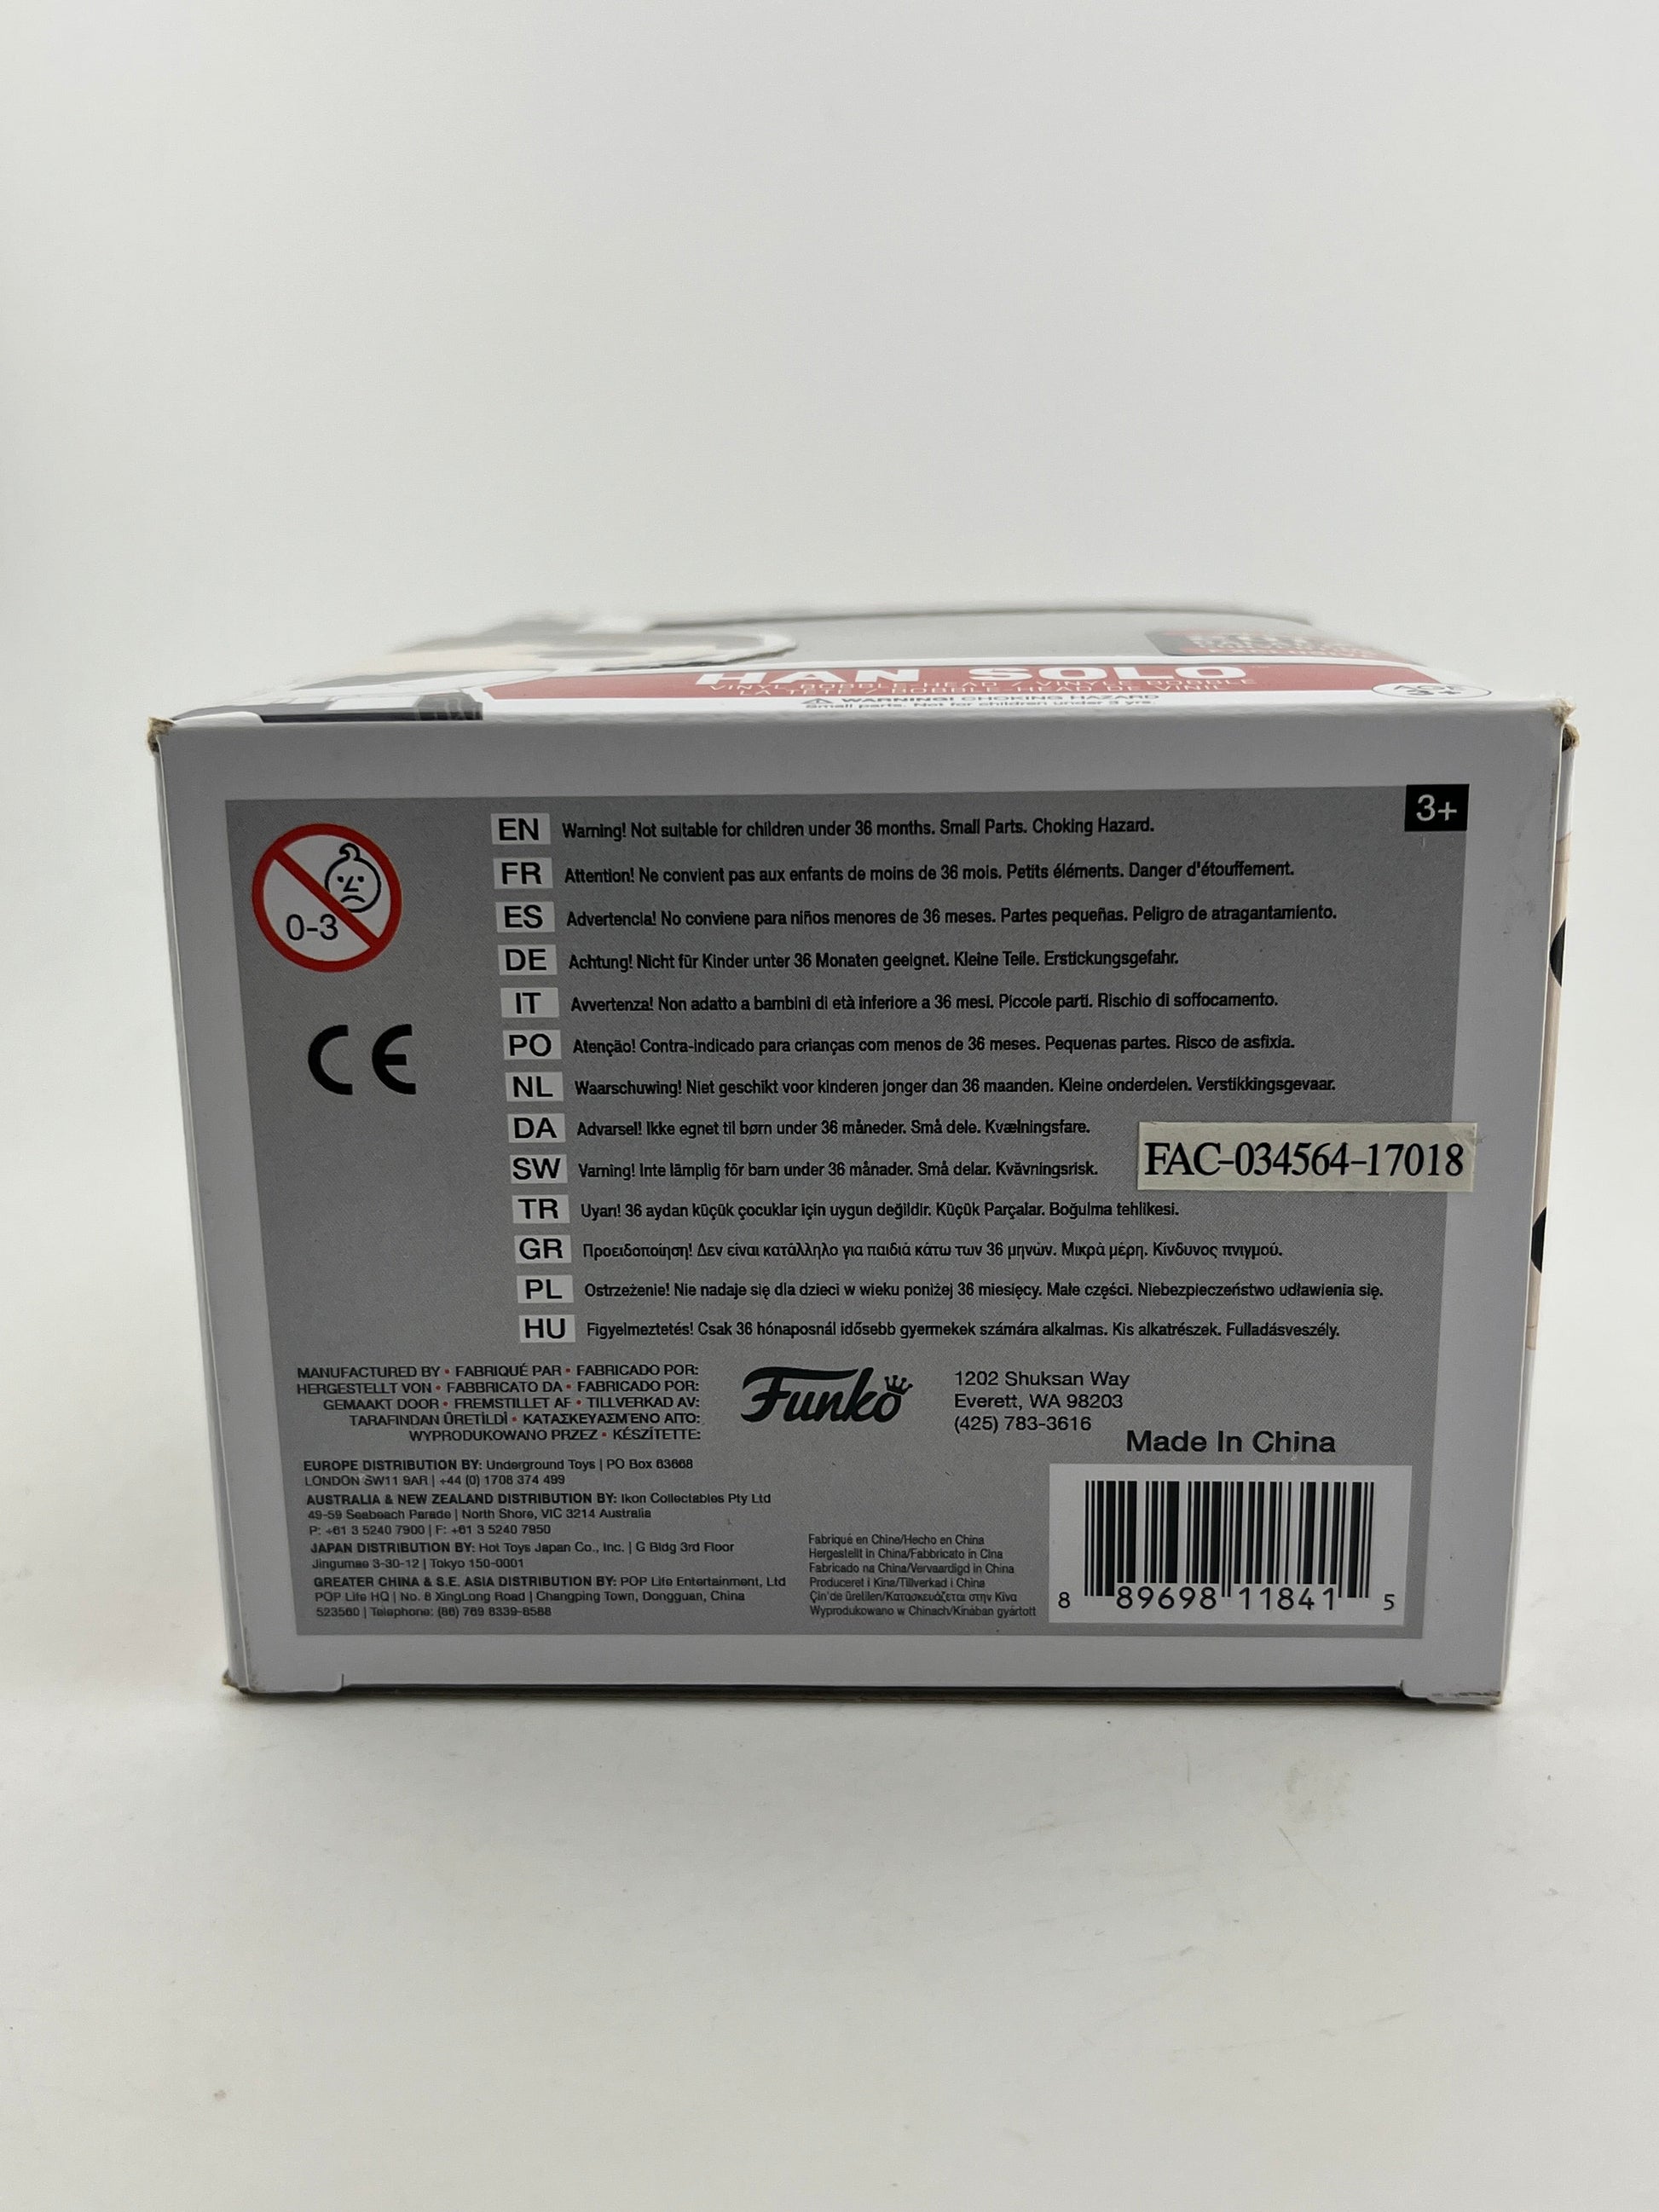 HAN SOLO
VINYL BOBBLE-HEAD / VINYLE BOBBLE
LA TÊTE / BOBBLE-HEAD DE VINIL
WARNING! CHOKING HAZARD
Small parts. Not for children under 3 yrs.
3+
0-3
EN Warning! Not suitable for children under 36 months. Small Parts. Choking Hazard.
FR Attention! Ne convient pas aux enfants de moins de 36 mois. Petits éléments. Danger d'étouffement.
ES Advertencia! No conviene para niños menores de 36 meses. Partes pequeñas. Peligro de atragantamiento.
DE Achtung! Nicht für Kinder unter 36 Monaten geeignet. Kleine Teile. Erstickungsgefahr.
IT Avvertenza! Non adatto a bambini di età inferiore a 36 mesi. Piccole parti. Rischio di soffocamento.
CE
PO Atenção! Contra-indicado para crianças com menos de 36 meses. Pequenas partes. Risco de asfixia.
NL Waarschuwing! Niet geschikt voor kinderen jonger dan 36 maanden. Kleine onderdelen. Verstikkingsgevaar.
DA Advarsel! Ikke egnet til børn under 36 måneder. Små dele. Kvælningsfare.
SW Varning! Inte lämplig för barn under 36 månader. Små delar. Kvävningsrisk.
FAC-034564-17018
TR Uyarı! 36 aydan küçük çocuklar için uygun değildir. Küçük Parçalar. Boğulma tehlikesi.
GR Προειδοποίηση! Δεν είναι κατάλληλο για παιδιά κάτω των 36 μηνών. Μικρά μέρη. Κίνδυνος πνιγμού.
PL Ostrzeżenie! Nie nadaje się dla dzieci w wieku poniżej 36 miesięcy. Małe części. Niebezpieczeństwo udławienia się.
HU Figyelmeztetés! Csak 36 hónaposnál idősebb gyermekek számára alkalmas. Kis alkatrészek. Fulladásveszély.
MANUFACTURED BY • FABRIQUÉ PAR • FABRICADO POR:
HERGESTELLT VON • FABBRICATO DA • FABRICADO POR:
GEMAAKT DOOR • FREMSTILLET AF • TILLVERKAD AV:
TARAFINDAN ÜRETİLDİ • ΚΑΤΑΣΚΕΥΑΣΜΈΝΟ ΑΠΟ:
WYPRODUKOWANO PRZEZ • KÉSZÍTETTE:
Funko
1202 Shuksan Way
Everett, WA 98203
(425) 783-3616
Made In China
EUROPE DISTRIBUTION BY: Underground Toys | PO Box 63668
LONDON SW11 9AR | +44 (0) 1708 374 499
AUSTRALIA & NEW ZEALAND DISTRIBUTION BY: Ikon Collectables Pty Ltd
49-59 Seabeach Parade | North Shore, VIC 3214 Australia
P: +61 3 5240 7900 | F: +61 3 5240 7950
JAPAN DISTRIBUTION BY: Hot Toys Japan Co., Inc. | G Bldg 3rd Floor
Jingumae 3-30-12 | Tokyo 150-0001
GREATER CHINA & S.E. ASIA DISTRIBUTION BY: POP Life Entertainment, Ltd
POP Life HQ | No. 8 XingLong Road | Changping Town, Dongguan, China
523560 | Telephone: (86) 769 8339-8588
Fabriqué en Chine/Hecho en China
Hergestellt in China/Fabbricato in Cina
Fabricado na China/Vervaardigd in China
Produceret i Kina/Tillverkad i China
Çin'de üretilen/Κατασκευάζεται στην Κίνα
Wyprodukowano w Chinach/Kínában gyártott
8 89698 11841 5